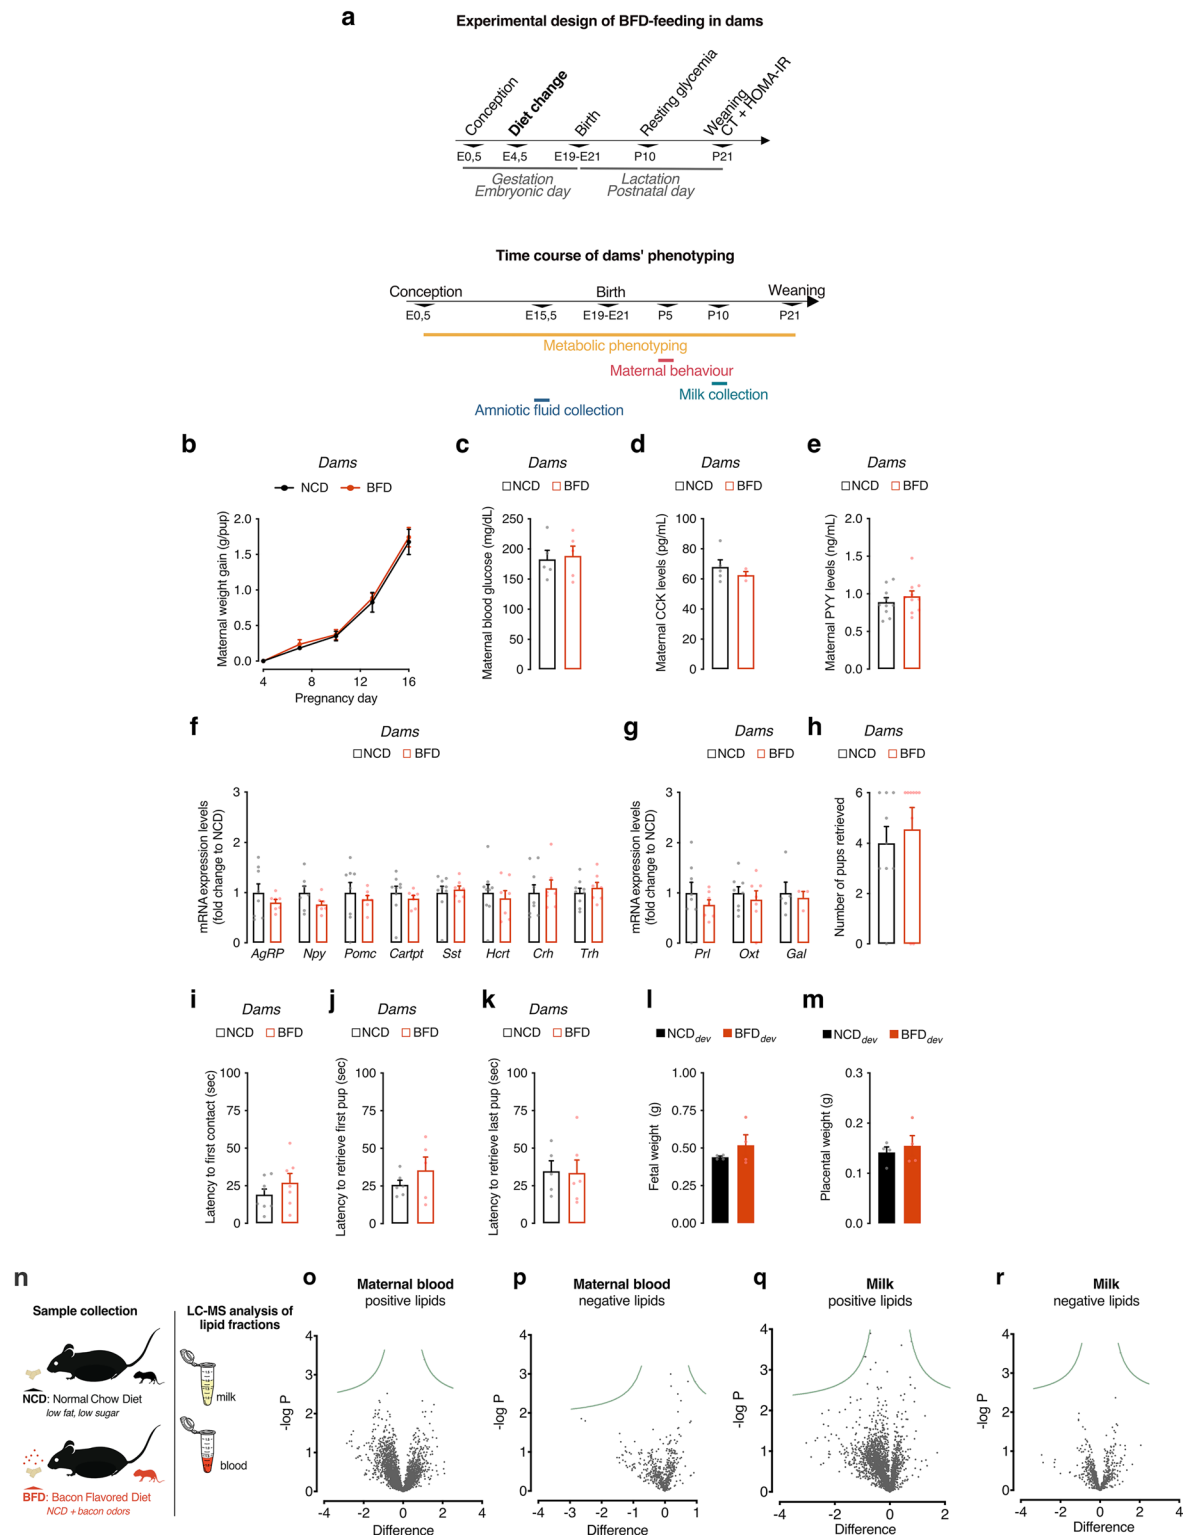 a
Experimental design of BFD-feeding in dams
Conception
Diet change
Birth
Resting glycemia
Weaning
CT + HOMA-IR
E0,5 E4,5 E19-E21 P10 P21
Gestation
Embryonic day
Lactation
Postnatal day
Time course of dams' phenotyping
Conception Birth Weaning
E0,5 E15,5 E19-E21 P5 P10 P21
Metabolic phenotyping
Maternal behaviour
Milk collection
Amniotic fluid collection
b
Dams
NCD BFD
Maternal weight gain (g/pup)
2.0
1.5
1.0
0.5
0.0
4 8 12 16
Pregnancy day
c
Dams
NCD BFD
Maternal blood glucose (mg/dL)
250
200
150
100
50
0
d
Dams
NCD BFD
Maternal CCK levels (pg/mL)
100
80
60
40
20
0
e
Dams
NCD BFD
Maternal PYY levels (ng/mL)
2.0
1.5
1.0
0.5
0.0
f
Dams
NCD BFD
mRNA expression levels
(fold change to NCD)
3
2
1
0
AgRP Npy Pomc Cartpt Sst Hcrt Crh Trh
g
Dams
NCD BFD
mRNA expression levels
(fold change to NCD)
3
2
1
0
Prl Oxt Gal
h
Dams
NCD BFD
Number of pups retrieved
6
4
2
0
i
Dams
NCD BFD
Latency to first contact (sec)
100
75
50
25
0
j
Dams
NCD BFD
Latency to retrieve first pup (sec)
100
75
50
25
0
k
Dams
NCD BFD
Latency to retrieve last pup (sec)
100
75
50
25
0
l
NCDdev BFDdev
Fetal weight (g)
1.00
0.75
0.50
0.25
0.00
m
NCDdev BFDdev
Placental weight (g)
0.3
0.2
0.1
0.0
n
Sample collection
LC-MS analysis of
lipid fractions
NCD: Normal Chow Diet
low fat, low sugar
milk
blood
BFD: Bacon Flavored Diet
NCD + bacon odors
o
Maternal blood
positive lipids
-log P
4
3
2
1
0
-4 -2 0 2 4
Difference
p
Maternal blood
negative lipids
-log P
4
3
2
1
0
-4 -3 -2 -1 0 1
Difference
q
Milk
positive lipids
-log P
4
3
2
1
0
-4 -2 0 2
Difference
r
Milk
negative lipids
-log P
4
3
2
1
0
-4 -2 0 2 4
Difference